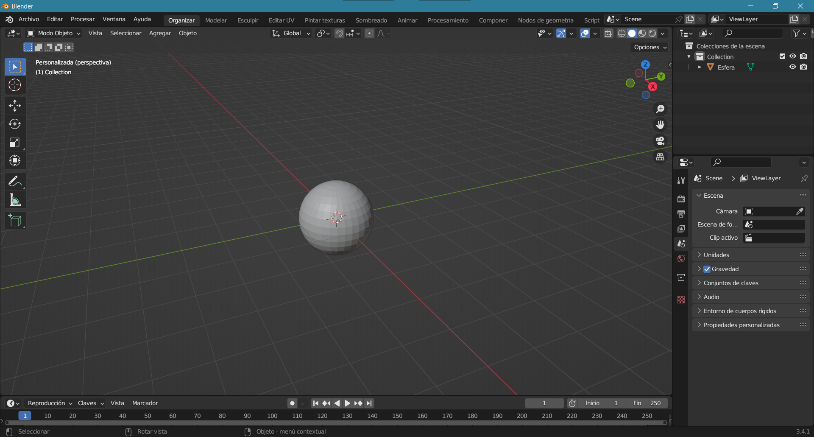 Blender
Archivo Editar Procesar Ventana Ayuda Organizar Modelar Esculpir Editar UV Pintar texturas Sombreado Animar Procesamiento Componer Nodos de geometría Script Scene ViewLayer
Modo Objeto Vista Seleccionar Agregar Objeto Global
Opciones
Personalizada (perspectiva)
(1) Collection
Z
Y
X
Colecciones de la escena
Collection
Esfera
Scene ViewLayer
Escena
Cámara
Escena de fo...
Clip activo
Unidades
Gravedad
Conjuntos de claves
Audio
Entorno de cuerpos rígidos
Propiedades personalizadas
Reproducción Claves Vista Marcador 1 Inicio 1 Fin 250
1 10 20 30 40 50 60 70 80 90 100 110 120 130 140 150 160 170 180 190 200 210 220 230 240 250
Seleccionar Rotar vista Objeto - menú contextual 3.4.1